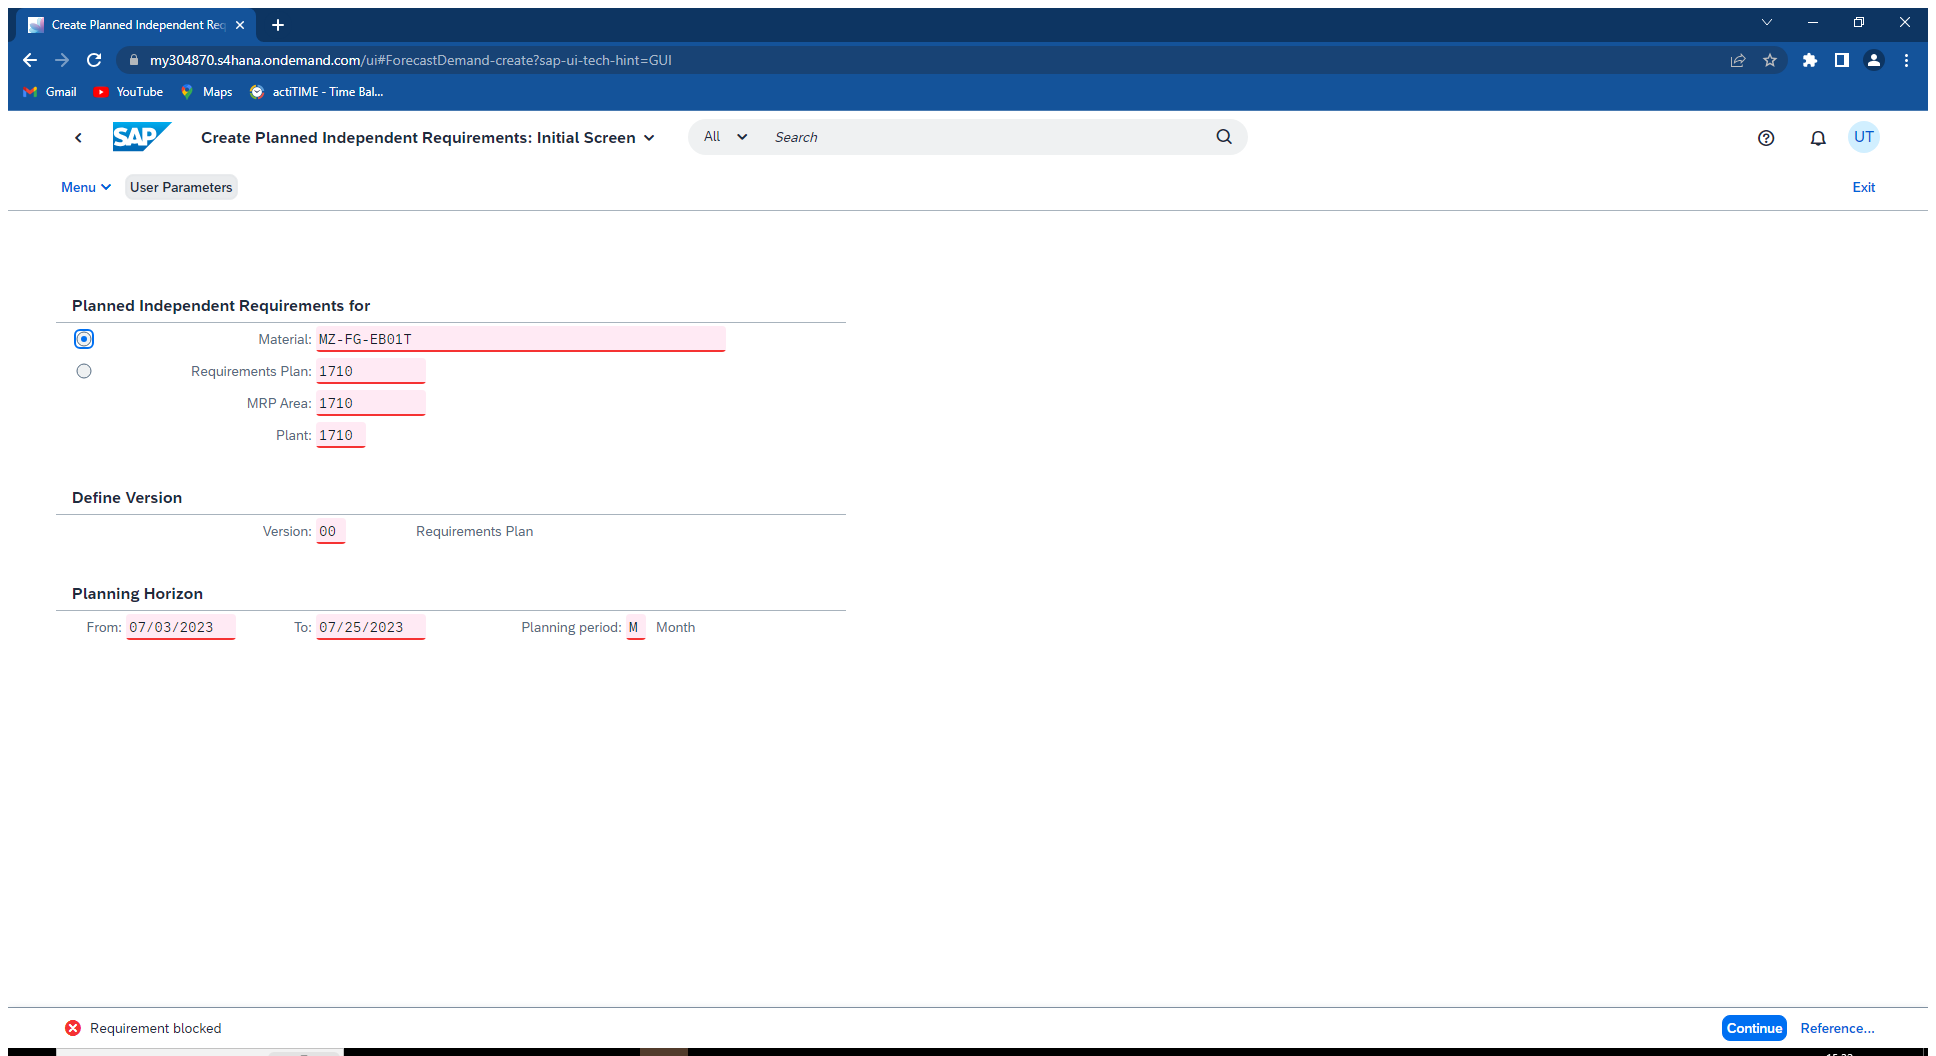 Create Planned Independent Req
my304870.s4hana.ondemand.com/ui#ForecastDemand-create?sap-ui-tech-hint=GUI
Gmail YouTube Maps actiTIME - Time Bal...
SAP Create Planned Independent Requirements: Initial Screen All Search UT
Menu User Parameters Exit
Planned Independent Requirements for
Material: MZ-FG-EB01T
Requirements Plan: 1710
MRP Area: 1710
Plant: 1710
Define Version
Version: 00 Requirements Plan
Planning Horizon
From: 07/03/2023 To: 07/25/2023 Planning period: M Month
Requirement blocked Continue Reference...